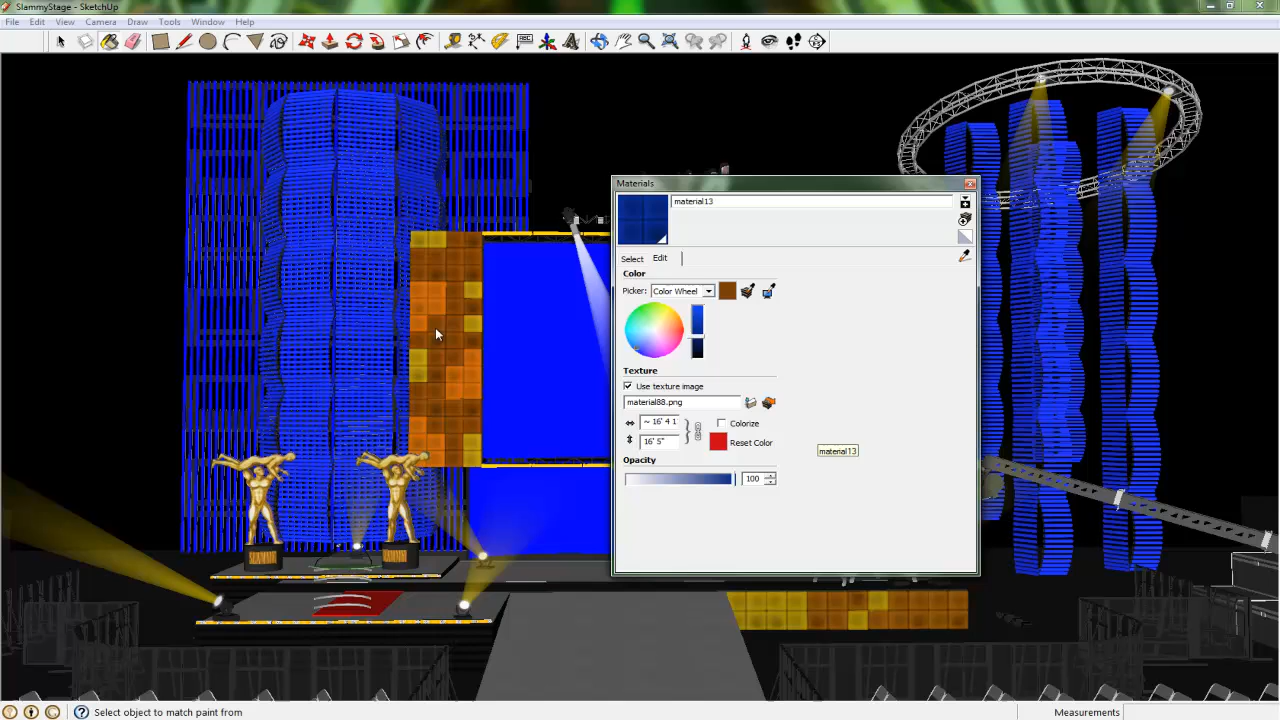 SlammyStage - SketchUp
File Edit View Camera Draw Tools Window Help
Materials
material13
Select Edit
Color
Picker: Color Wheel
Texture
Use texture image
material88.png
~ 16' 4 1 Colorize
16' 5" Reset Color
material13
Opacity
100
Select object to match paint from Measurements